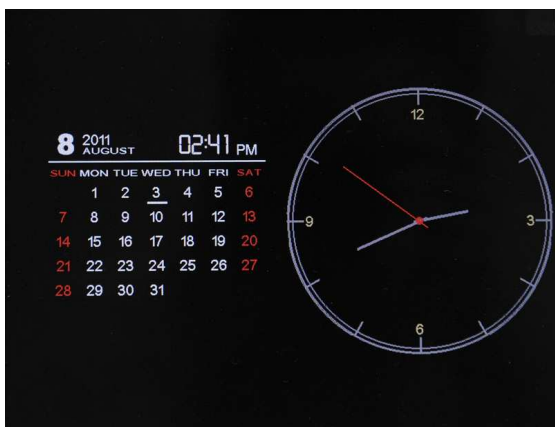 8 2011 AUGUST 02:41 PM
SUN MON TUE WED THU FRI SAT
1 2 3 4 5 6
7 8 9 10 11 12 13
14 15 16 17 18 19 20
21 22 23 24 25 26 27
28 29 30 31
12
9 3
6